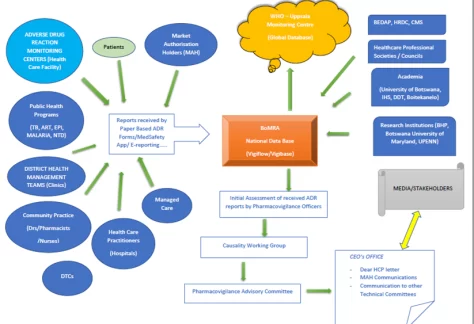 ADVERSE DRUG
REACTION
MONITORING
CENTERS (Health
Care Facility)
Patients
Market
Authorisation
Holders (MAH)
WHO – Uppsala
Monitoring Centre
(Global Database)
BEDAP, HRDC, CMS
Healthcare Professional
Societies / Councils
Academia
(University of Botswana,
IHS, DDT, Boitekanelo)
Research Institutions (BHP,
Botswana University of
Maryland, UPENN)
Public Health
Programs
(TB, ART, EPI,
MALARIA, NTD)
Reports received by
Paper Based ADR
Forms/MedSafety
App/ E-reporting.....
BoMRA
National Data Base
(Vigiflow/Vigibase)
DISTRICT HEALTH
MANAGEMENT
TEAMS (Clinics)
MEDIA/STAKEHOLDERS
Managed
Care
Initial Assessment of received ADR
reports by Pharmacovigilance Officers
Community Practice
(Drs/Pharmacists
/Nurses)
Health Care
Practitioners
(Hospitals)
Causality Working Group
DTCs
Pharmacovigilance Advisory Committee
CEO'S OFFICE
- Dear HCP letter
- MAH Communications
- Communication to other
Technical Committees